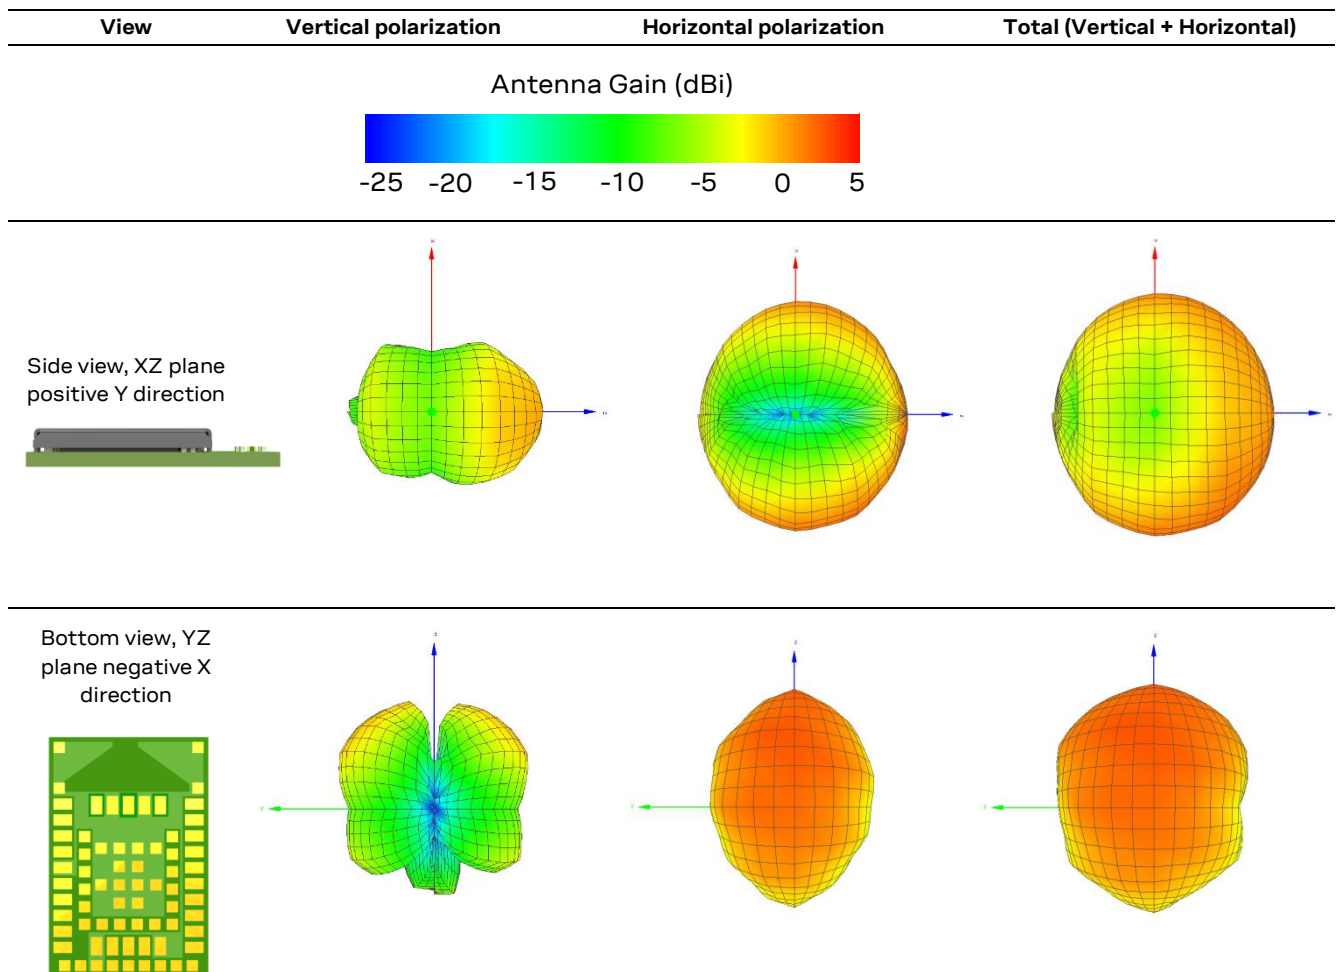 View
Vertical polarization
Horizontal polarization
Total (Vertical + Horizontal)
Antenna Gain (dBi)
-25 -20 -15 -10 -5 0 5
Side view, XZ plane
positive Y direction
Bottom view, YZ
plane negative X
direction